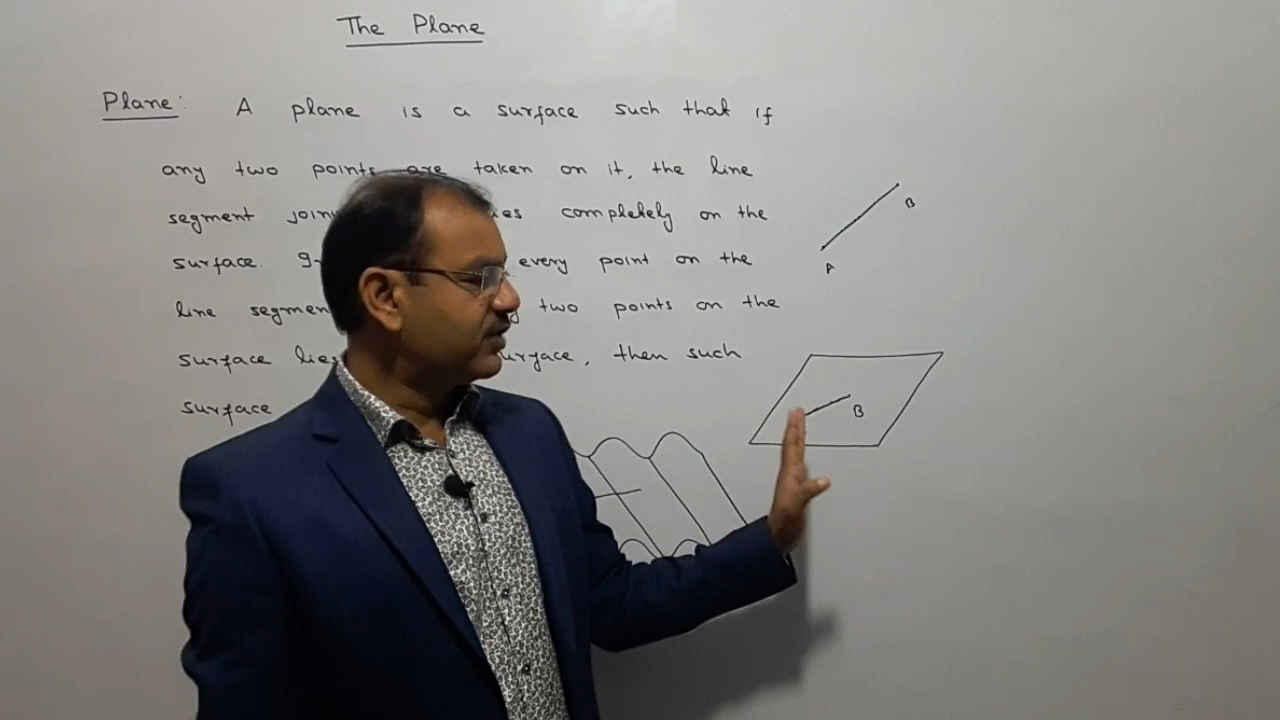 The Plane
Plane: A plane is a surface such that if
any two points are taken on it, the line
segment completely on the
surface. every point on the
line two points on the
surface then such
surface
A
B
B